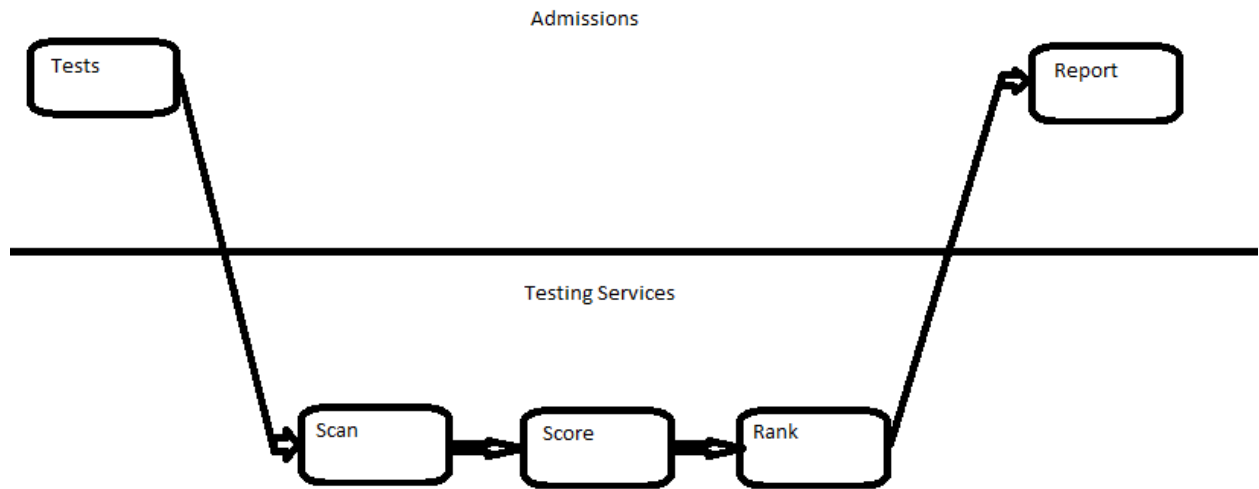 Admissions
Tests
Report
Testing Services
Scan
Score
Rank